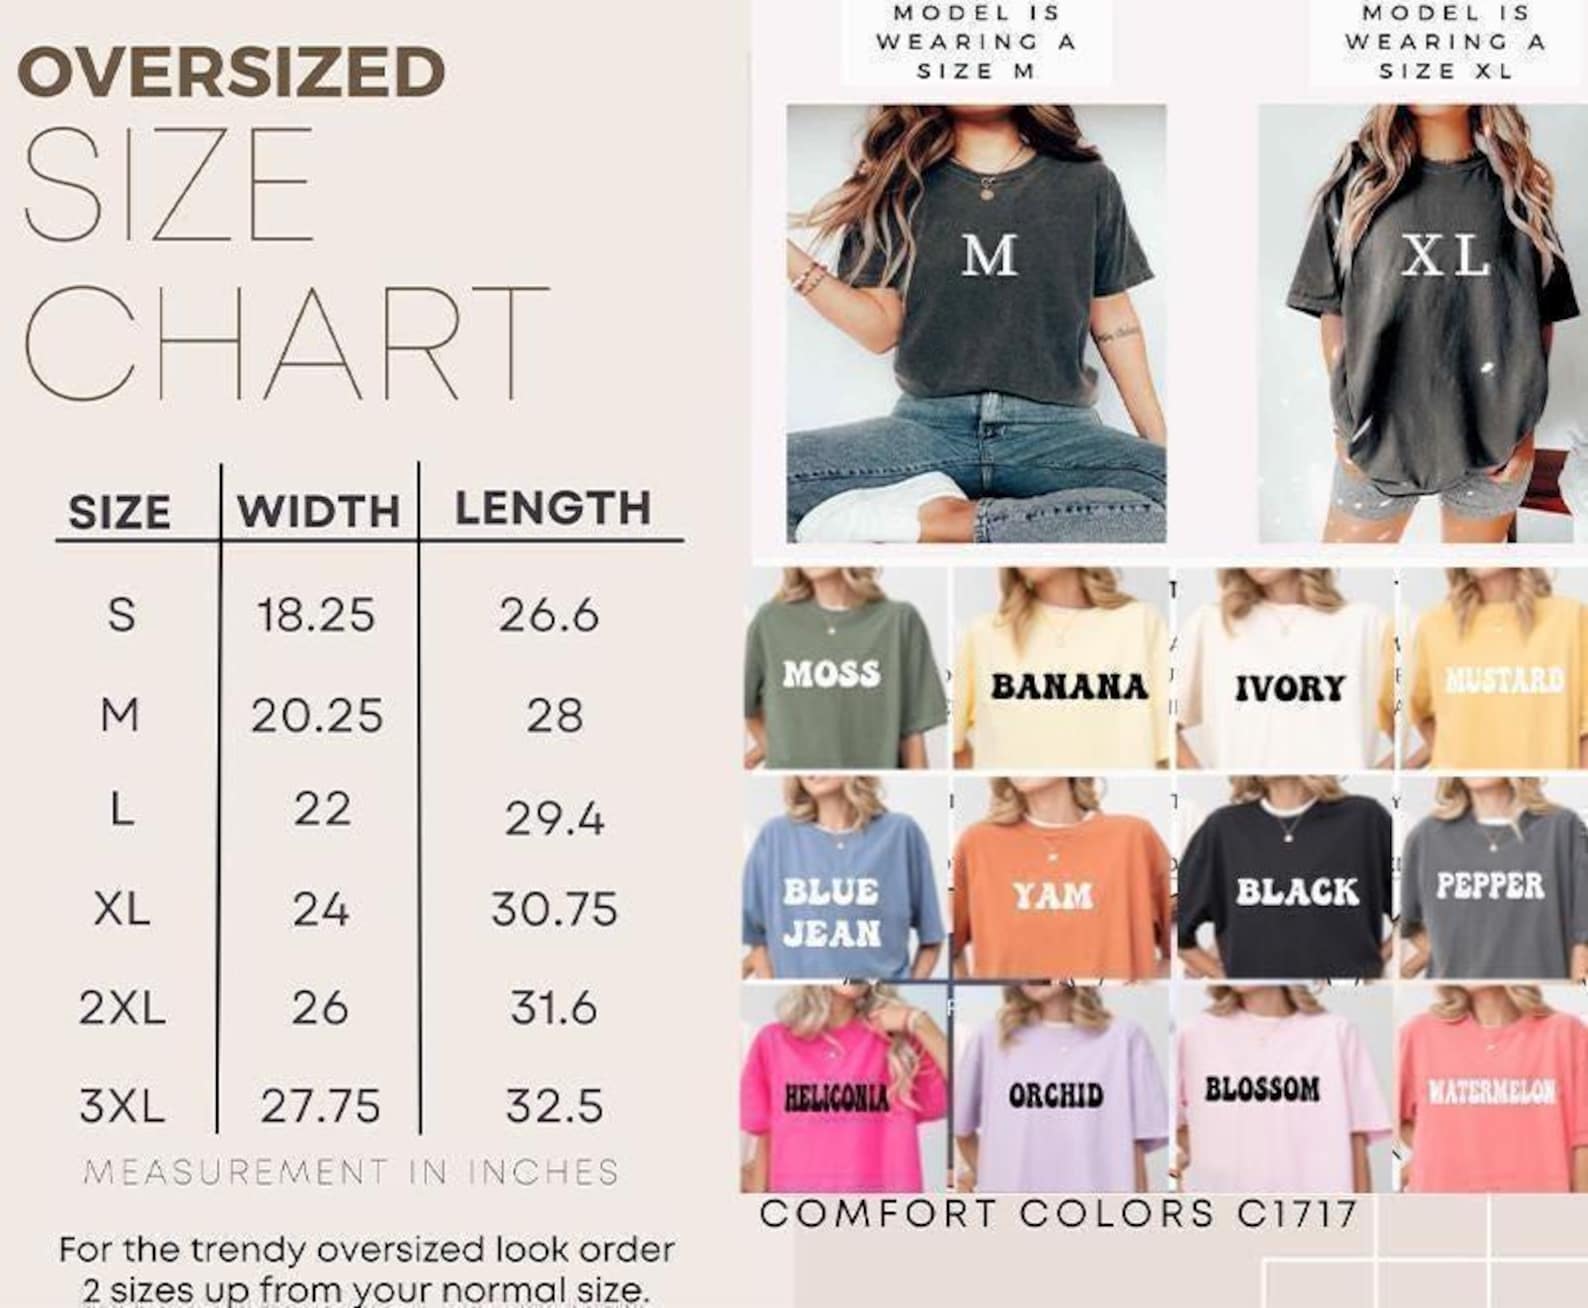 OVERSIZED
SIZE
CHART
SIZE WIDTH LENGTH
S 18.25 26.6
M 20.25 28
L 22 29.4
XL 24 30.75
2XL 26 31.6
3XL 27.75 32.5
MEASUREMENT IN INCHES
For the trendy oversized look order
2 sizes up from your normal size.
MODEL IS
WEARING A
SIZE M
MODEL IS
WEARING A
SIZE XL
M
XL
MOSS
BANANA
IVORY
MUSTARD
BLUE
JEAN
YAM
BLACK
PEPPER
HELICONIA
ORCHID
BLOSSOM
WATERMELON
COMFORT COLORS C1717